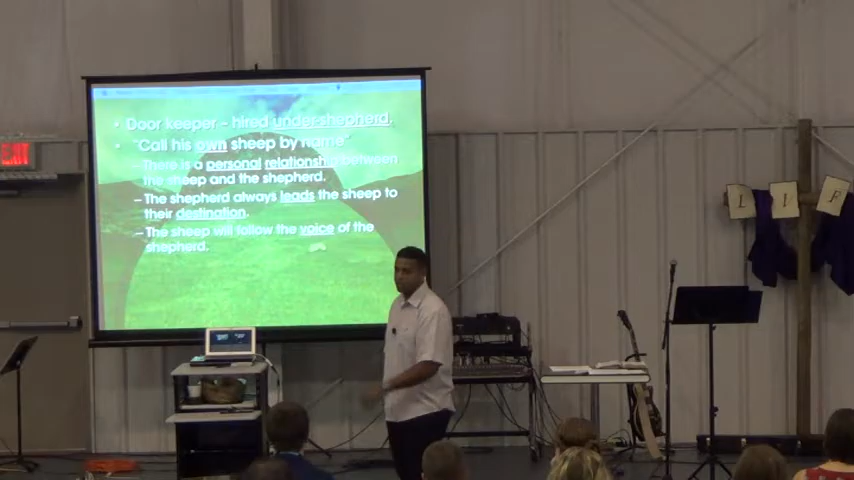 • Door keeper – hired under-shepherd.
• "Call his own sheep by name"
– There is a personal relationship between
the sheep and the shepherd.
– The shepherd always leads the sheep to
their destination.
– The sheep will follow the voice of the
shepherd.
EXIT
L V F